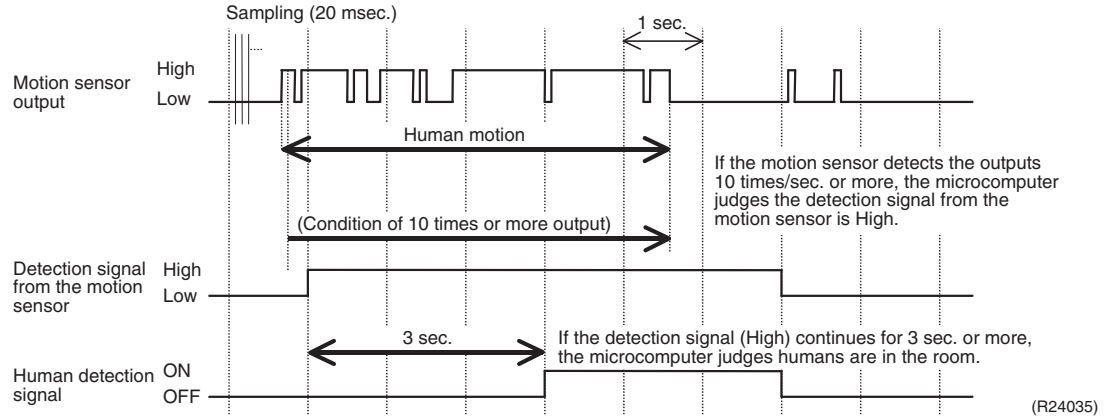 Sampling (20 msec.)
....
1 sec.
Motion sensor
output
High
Low
Human motion
If the motion sensor detects the outputs
10 times/sec. or more, the microcomputer
judges the detection signal from the
motion sensor is High.
(Condition of 10 times or more output)
Detection signal
from the motion
sensor
High
Low
3 sec.
If the detection signal (High) continues for 3 sec. or more,
the microcomputer judges humans are in the room.
Human detection
signal
ON
OFF
(R24035)